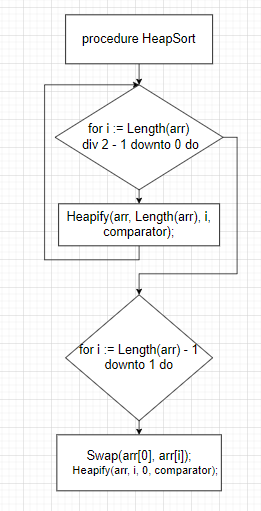 procedure HeapSort
for i := Length(arr)
div 2 - 1 downto 0 do
Heapify(arr, Length(arr), i,
comparator);
for i := Length(arr) - 1
downto 1 do
Swap(arr[0], arr[i]);
Heapify(arr, i, 0, comparator);